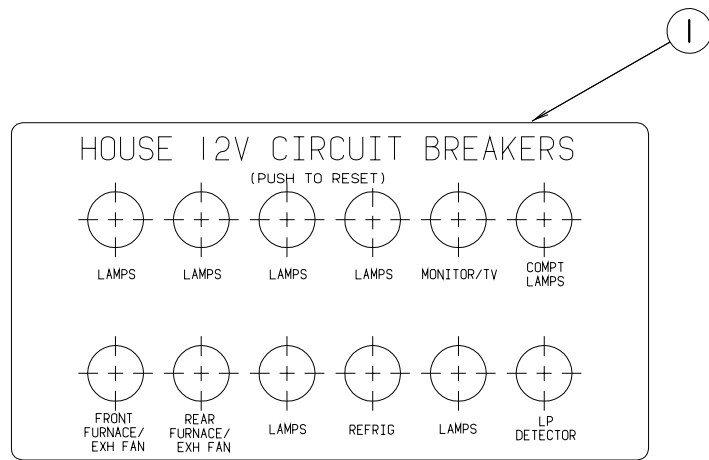 1
HOUSE 12V CIRCUIT BREAKERS
(PUSH TO RESET)
LAMPS LAMPS LAMPS LAMPS MONITOR/TV COMPT
LAMPS
FRONT
FURNACE/
EXH FAN
REAR
FURNACE/
EXH FAN
LAMPS REFRIG LAMPS LP
DETECTOR